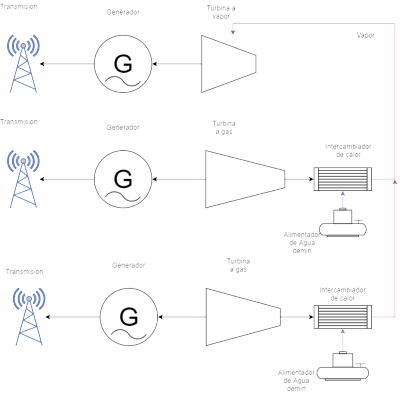 Transmision
Generador
Turbina a
vapor
Vapor
G
Transmision
Generador
Turbina
a gas
Intercambiador
de calor
G
Alimentador
de Agua
demin
Transmision
Generador
Turbina
a gas
Intercambiador
de calor
G
Alimentador
de Agua
demin